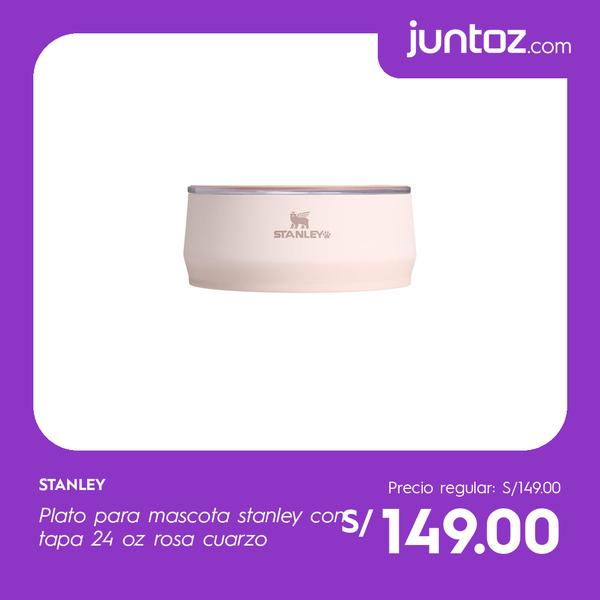 juntoz.com
STANLEY
STANLEY
Plato para mascota stanley con
tapa 24 oz rosa cuarzo
Precio regular: S/149.00
S/ 149.00